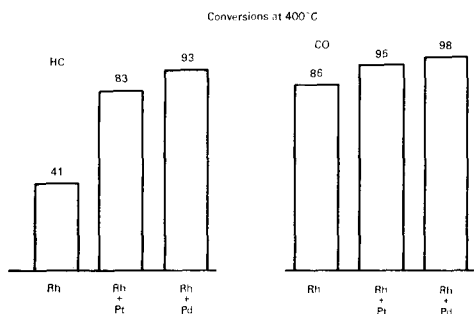 Conversions at 400°C
HC
CO
41
83
93
86
95
98
Rh
Rh
+
Pt
Rh
+
Pd
Rh
Rh
+
Pt
Rh
+
Pd